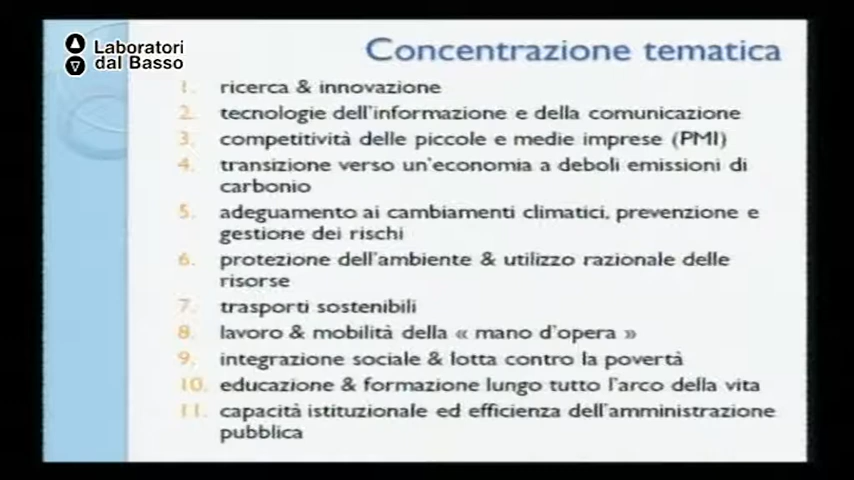 Laboratori
dal Basso
Concentrazione tematica
1. ricerca & innovazione
2. tecnologie dell'informazione e della comunicazione
3. competitività delle piccole e medie imprese (PMI)
4. transizione verso un'economia a deboli emissioni di
carbonio
5. adeguamento ai cambiamenti climatici, prevenzione e
gestione dei rischi
6. protezione dell'ambiente & utilizzo razionale delle
risorse
7. trasporti sostenibili
8. lavoro & mobilità della « mano d'opera »
9. integrazione sociale & lotta contro la povertà
10. educazione & formazione lungo tutto l'arco della vita
11. capacità istituzionale ed efficienza dell'amministrazione
pubblica